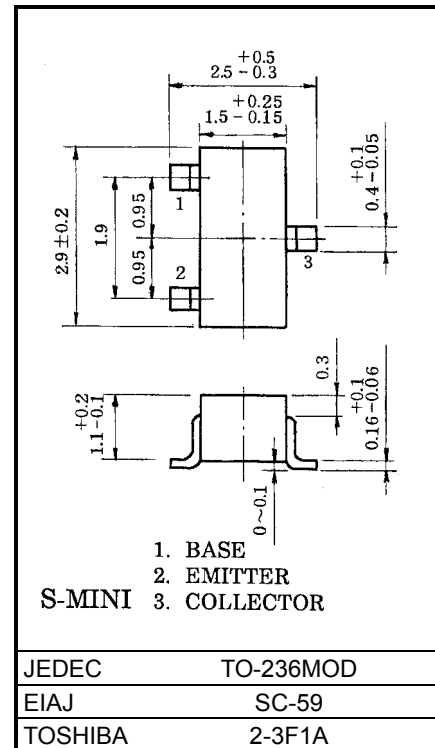 +0.5
2.5 - 0.3
+0.25
1.5 - 0.15
+0.1
0.4 - 0.05
2.9 ± 0.2
1.9
0.95
0.95
1
2
3
+0.2
1.1 - 0.1
0.3
+0.1
0.16 - 0.06
0~0.1
1. BASE
2. EMITTER
S-MINI 3. COLLECTOR
JEDEC TO-236MOD
EIAJ SC-59
TOSHIBA 2-3F1A